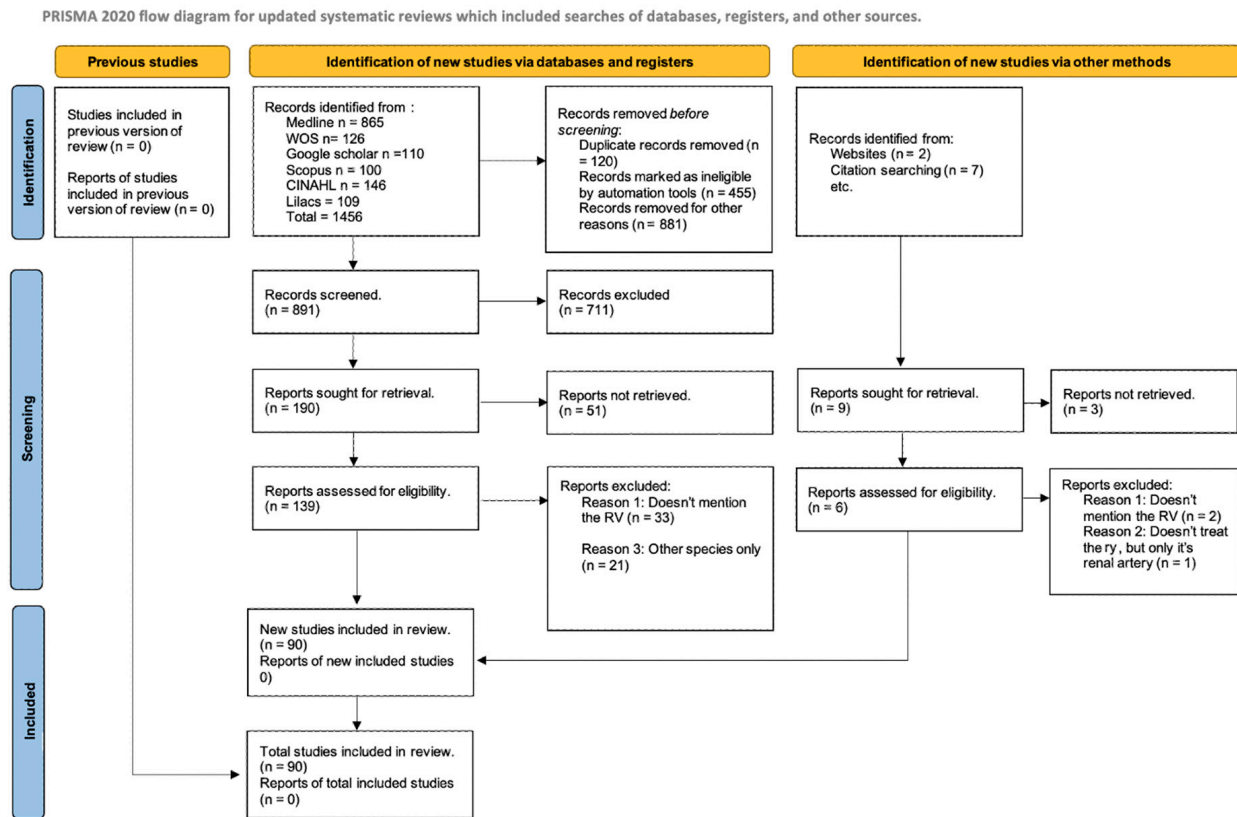 PRISMA 2020 flow diagram for updated systematic reviews which included searches of databases, registers, and other sources.
Previous studies
Identification of new studies via databases and registers
Identification of new studies via other methods
Identification
Studies included in
previous version of
review (n = 0)
Reports of studies
included in previous
version of review (n = 0)
Records identified from :
Medline n = 865
WOS n= 126
Google scholar n =110
Scopus n = 100
CINAHL n = 146
Lilacs n = 109
Total = 1456
Records removed before
screening:
Duplicate records removed (n
= 120)
Records marked as ineligible
by automation tools (n = 455)
Records removed for other
reasons (n = 881)
Records identified from:
Websites (n = 2)
Citation searching (n = 7)
etc.
Screening
Records screened.
(n = 891)
Records excluded
(n = 711)
Reports sought for retrieval.
(n = 190)
Reports not retrieved.
(n = 51)
Reports sought for retrieval.
(n = 9)
Reports not retrieved.
(n = 3)
Reports assessed for eligibility.
(n = 139)
Reports excluded:
Reason 1: Doesn't mention
the RV (n = 33)
Reason 3: Other species only
(n = 21)
Reports assessed for eligibility.
(n = 6)
Reports excluded:
Reason 1: Doesn't
mention the RV (n = 2)
Reason 2: Doesn't treat
the ry, but only it's
renal artery (n = 1)
Included
New studies included in review.
(n = 90)
Reports of new included studies
0)
Total studies included in review.
(n = 90)
Reports of total included studies
(n = 0)